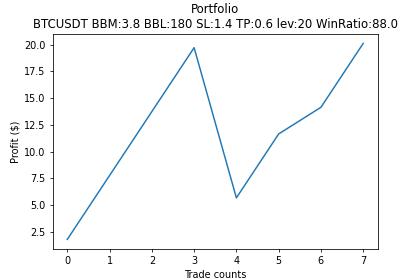 Portfolio
BTCUSDT BBM:3.8 BBL:180 SL:1.4 TP:0.6 lev:20 WinRatio:88.0
20.0
17.5
15.0
12.5
10.0
7.5
5.0
2.5
Profit ($)
0 1 2 3 4 5 6 7
Trade counts